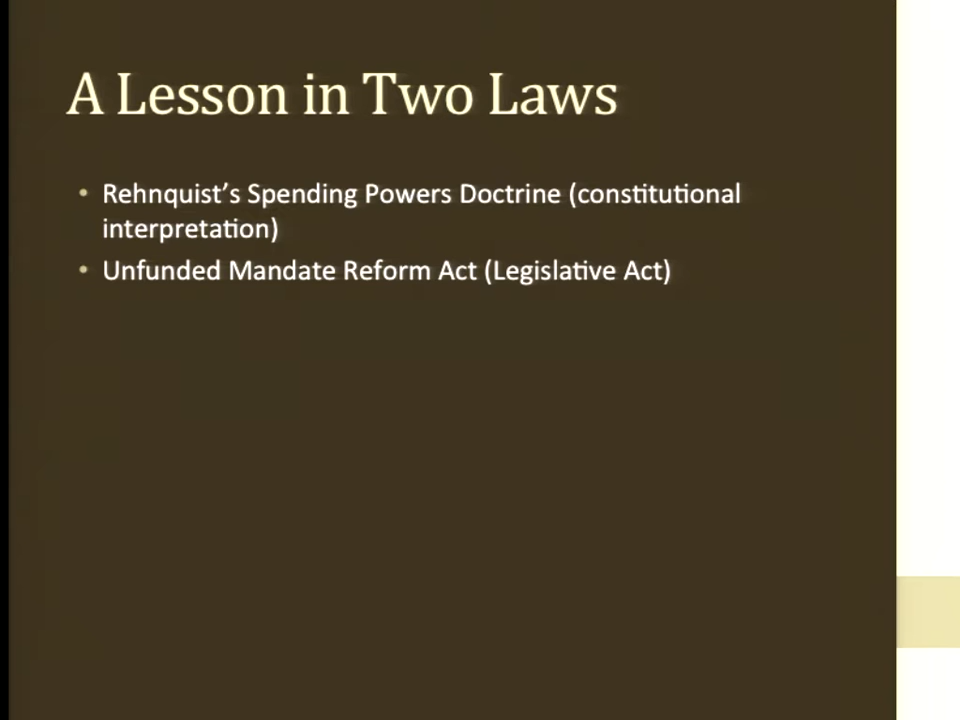 A Lesson in Two Laws
• Rehnquist’s Spending Powers Doctrine (constitutional
interpretation)
• Unfunded Mandate Reform Act (Legislative Act)